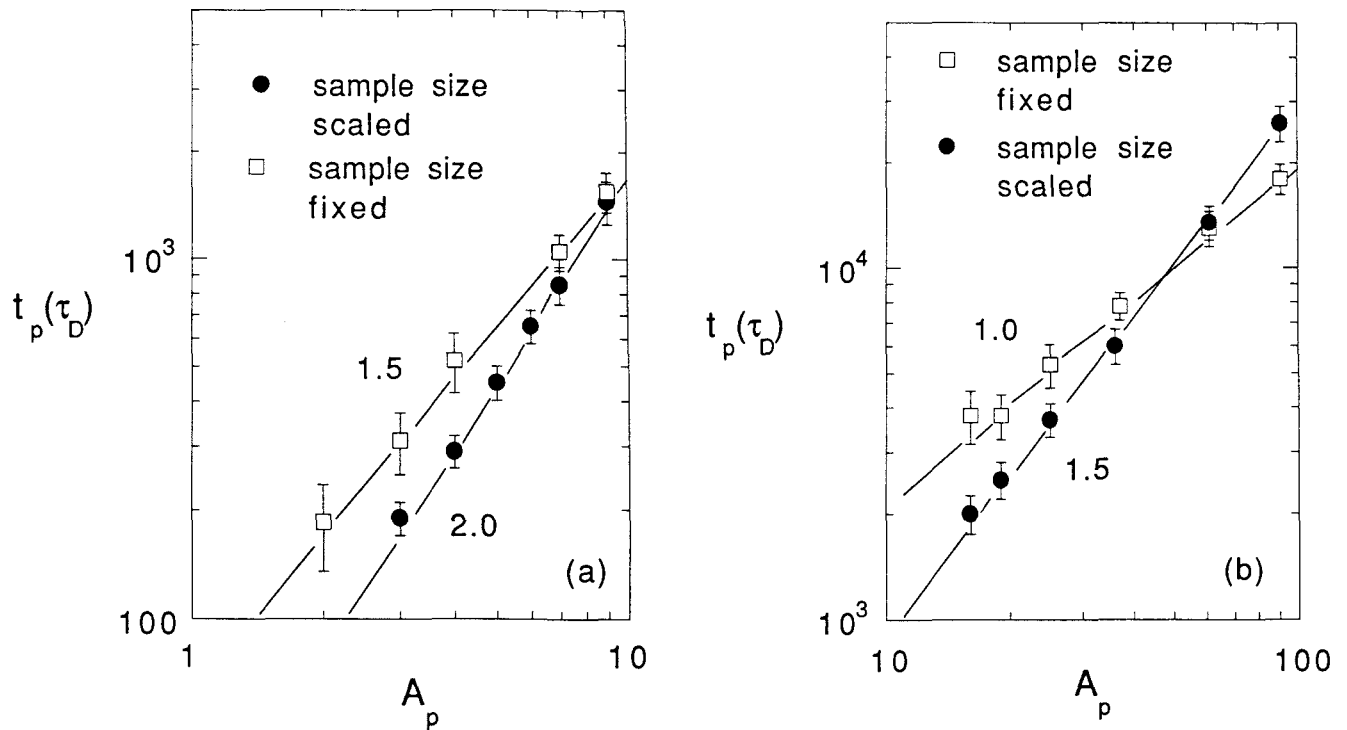 sample size
scaled
sample size
fixed
10³
t_p(τ_D)
1.5
2.0
(a)
100
1
10
A_p
sample size
fixed
sample size
scaled
10⁴
t_p(τ_D)
1.0
1.5
(b)
10³
10
100
A_p